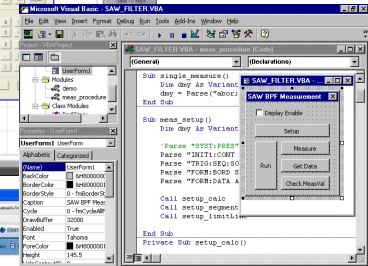 Microsoft Visual Basic - SAW_FILTER.VBA
File Edit View Insert Format Debug Run Tools Add-Ins Window Help
Project - VBAProject
UserForm1
Modules
demo
meas_procedure
Class Modules
Properties - UserForm1
UserForm1 UserForm
Alphabetic Categorized
(Name) UserForm1
BackColor &H8000000
BorderColor &H8000001
BorderStyle 0 - fmBorderSt
Caption SAW BPF Meas
Cycle 0 - fmCycleAllF
DrawBuffer 32000
Enabled True
Font Tahoma
ForeColor &H8000001
Height 145.5
SAW_FILTER.VBA - meas_procedure (Code)
(General) (Declarations)
Sub single_measure()
Dim dmy As Variant
dmy = Parse("abor;
End Sub
Sub meas_setup()
Dim dmy As Variant
'Parse "SYST:PRES"
Parse "INIT1:CONT
Parse "TRIG:SEQ:SO
Parse "FORM:BORD S
Parse "FORM:DATA A
Call setup_calc
Call setup_segment
Call setup_limitLin
End Sub
Private Sub setup_calc()
SAW_FILTER.VBA - ...
SAW BPF Measurement
Display Enable
Setup
Run
Measure
Get Data
Check MeasVal